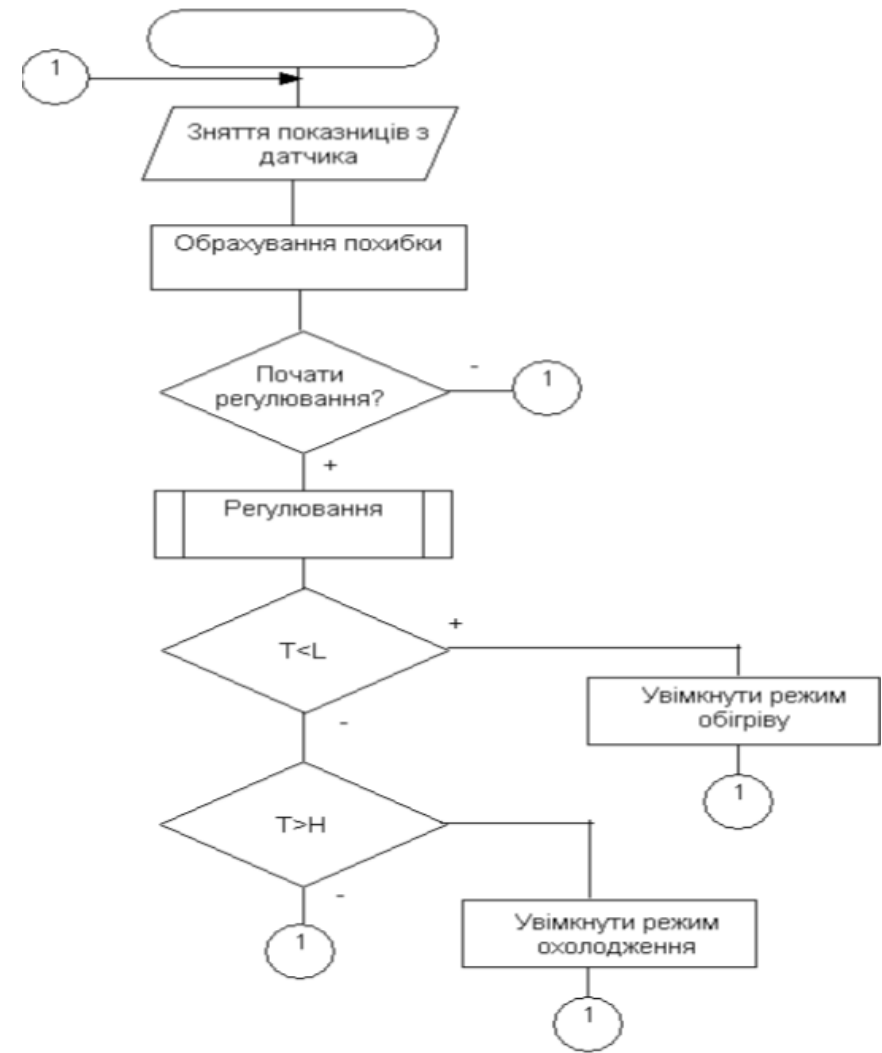 1
Зняття показниців з
датчика
Обрахування похибки
Почати
регулювання?
-
1
+
Регулювання
T<L
+
Увімкнути режим
обігріву
1
-
T>H
-
1
Увімкнути режим
охолодження
1